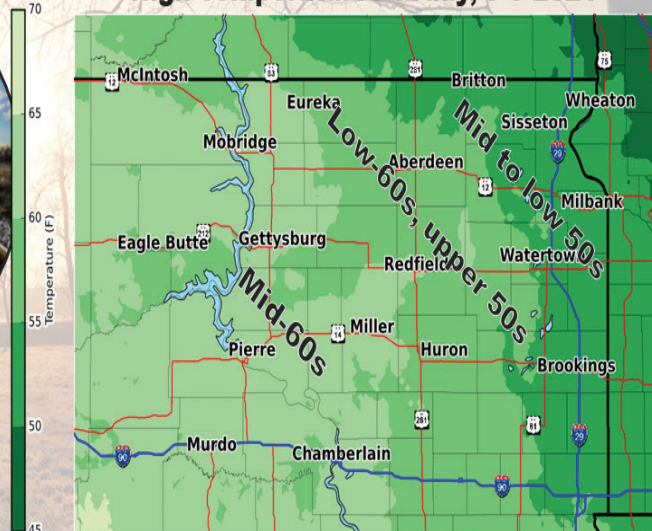 70
65
60
55
50
45
Temperature (F)
12
McIntosh
83
281
Britton
75
Wheaton
Eureka
Sisseton
29
Mobridge
Low-60s, upper 50s
Mid to low 50s
Aberdeen
12
Milbank
212
Eagle Butte
Gettysburg
Redfield
Watertown
Mid-60s
14
Miller
Pierre
Huron
Brookings
281
81
29
Murdo
90
Chamberlain
90